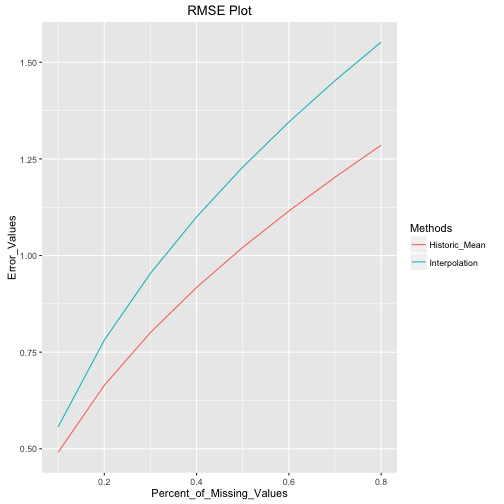 RMSE Plot
1.50
1.25
1.00
0.75
0.50
Error_Values
0.2 0.4 0.6 0.8
Percent_of_Missing_Values
Methods
Historic_Mean
Interpolation